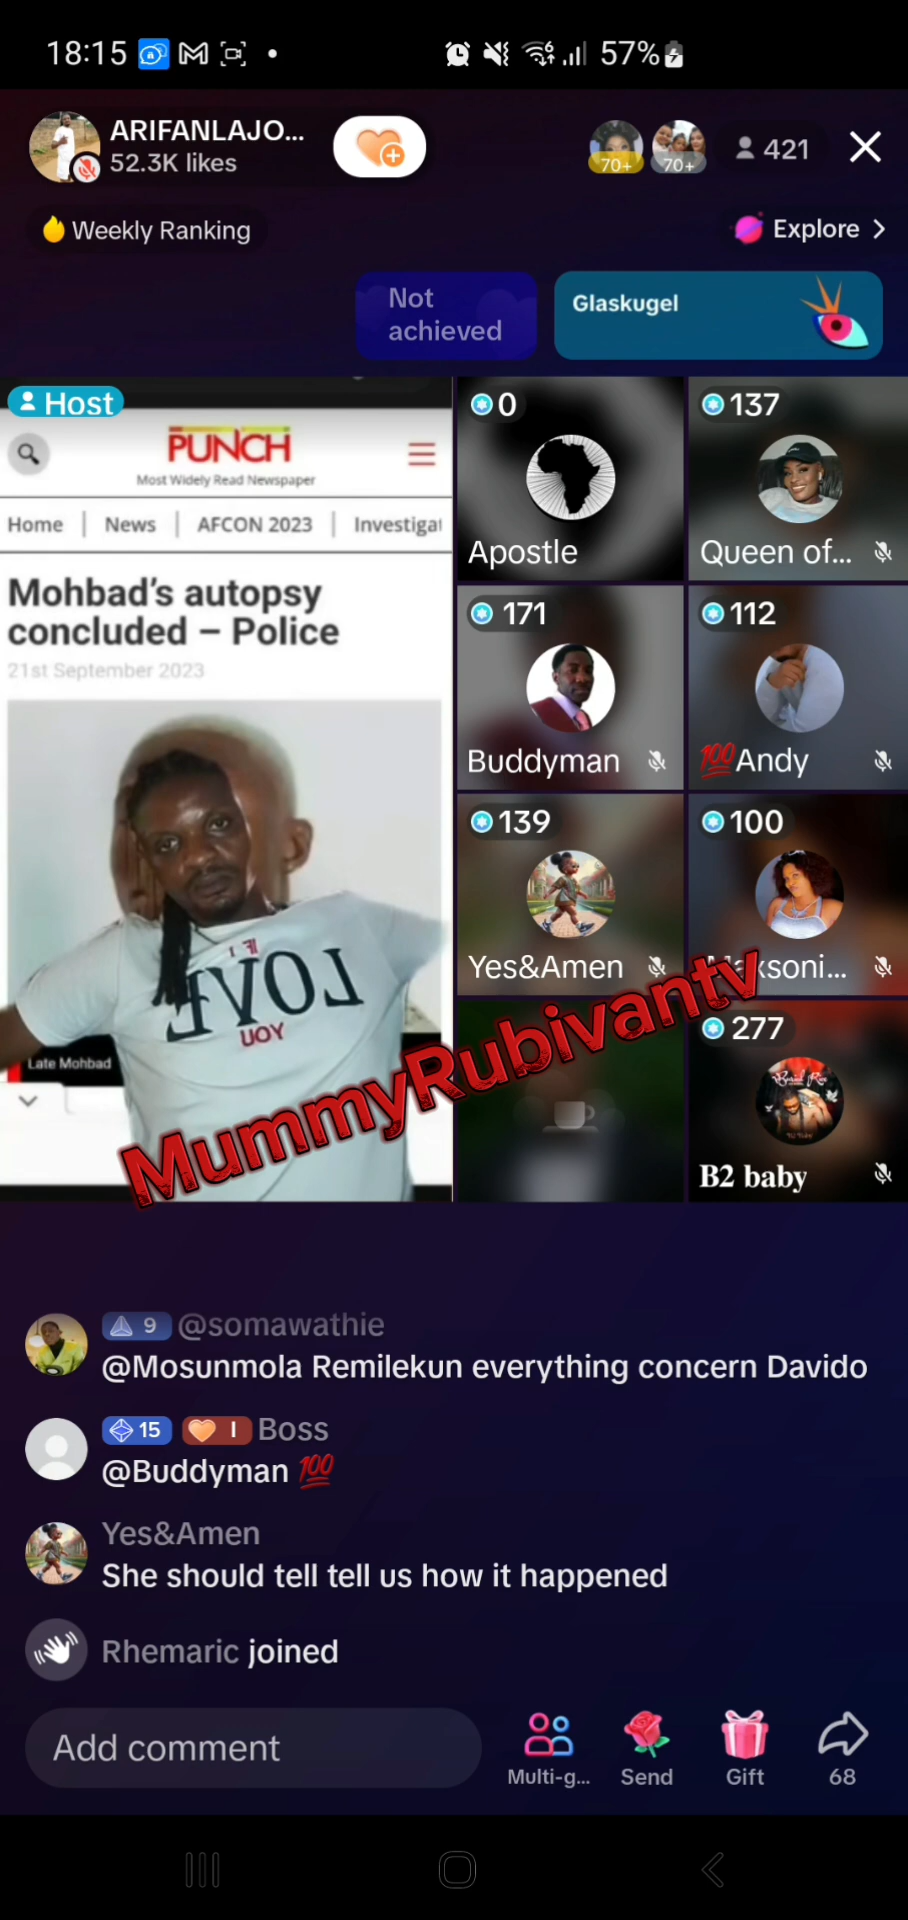 18:15
57%
ARIFANLAJO...
52.3K likes
70+
70+
421
Weekly Ranking
Explore >
Not
achieved
Glaskugel
Host
PUNCH
Most Widely Read Newspaper
Home | News | AFCON 2023 |
Mohbad's autopsy
concluded – Police
21st September 2023
IF I
LOVE
YOU
Late Mohbad
0
Apostle
137
Queen of...
171
Buddyman
112
💯Andy
139
Yes&Amen
100
277
B2 baby
MummyRubivantv
9 @somawathie
@Mosunmola Remilekun everything concern Davido
15 I Boss
@Buddyman 💯
Yes&Amen
She should tell tell us how it happened
Rhemaric joined
Add comment
Multi-g...
Send
Gift
68